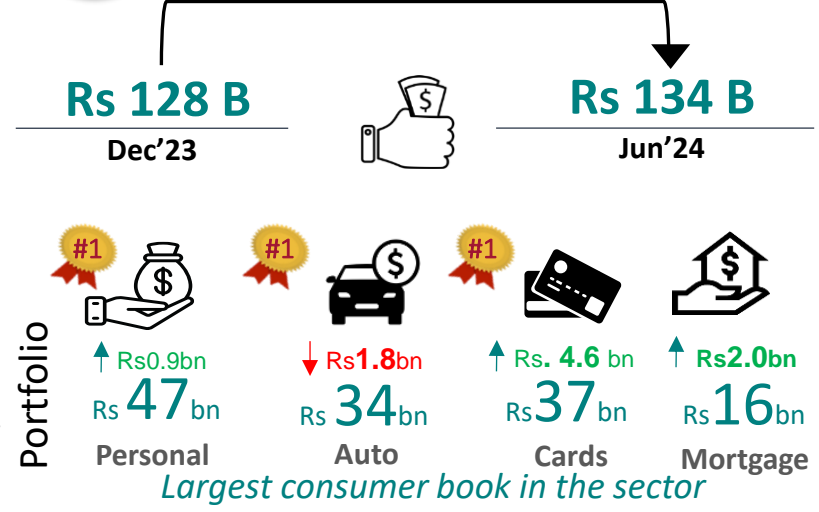 Rs 128 B
Rs 134 B
Dec’23
Jun’24
$
#1
#1
#1
$
$
$
Portfolio
Rs0.9bn
Rs1.8bn
Rs. 4.6 bn
Rs2.0bn
Rs 47bn
Rs 34bn
Rs37bn
Rs16bn
Personal
Auto
Cards
Mortgage
Largest consumer book in the sector